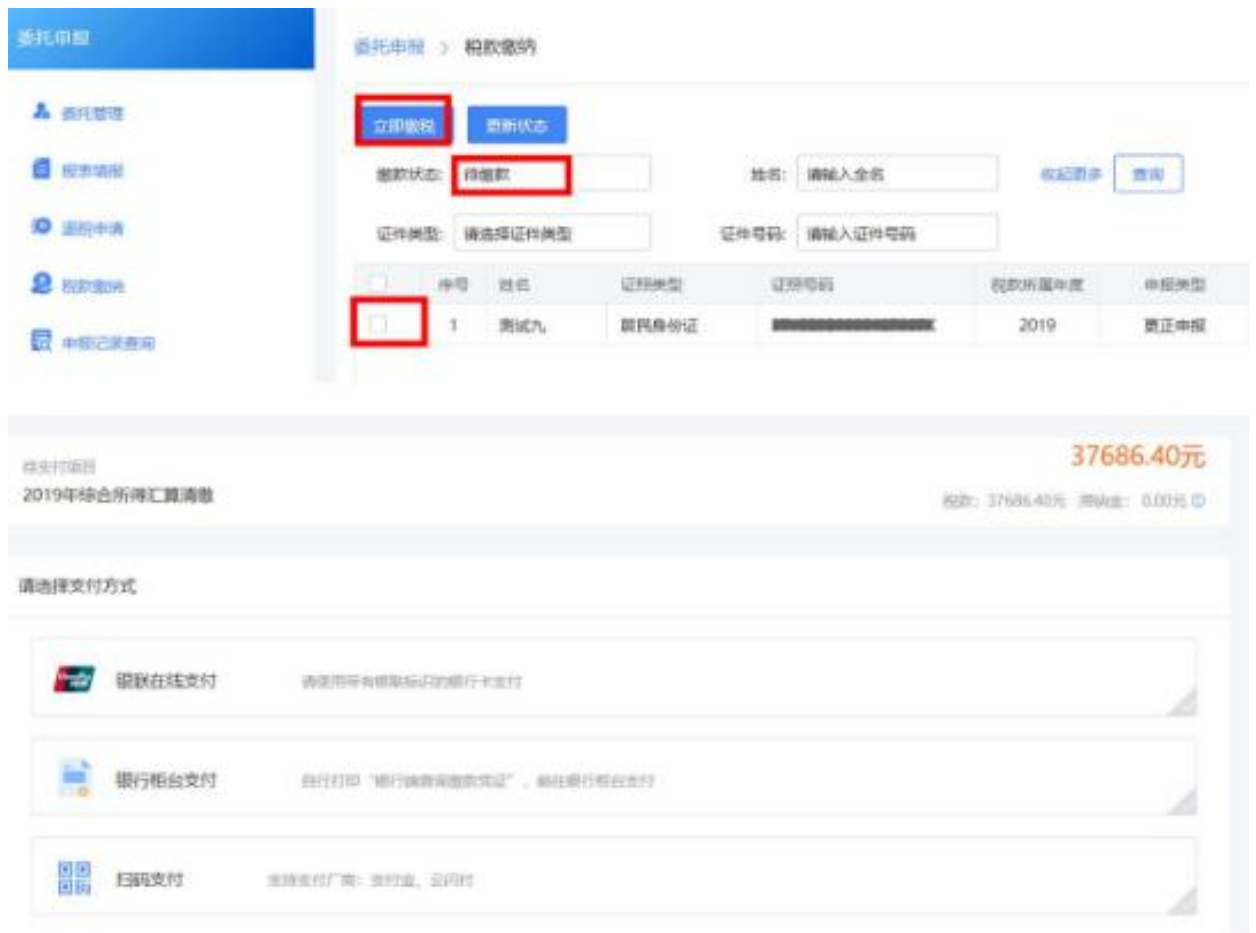 委托申报
委托申报 > 税款缴纳
委托管理
立即缴税 更新状态
报表填报
缴款状态: 待缴款 姓名: 请输入全名 收起更多 查询
退税申请
证件类型: 请选择证件类型 证件号码: 请输入证件号码
税款缴纳
序号 姓名 证照类型 证照号码 税款所属年度 申报类型
1 测试九 居民身份证 2019 更正申报
申报记录查询
37686.40元
待支付项目
2019年综合所得汇算清缴
税款: 37686.40元 滞纳金: 0.00元
请选择支付方式
银联在线支付 请使用带有银联标识的银行卡支付
银行柜台支付 自行打印“银行端查询缴款凭证”，前往银行柜台支付
扫码支付 支持支付厂商: 支付宝、云闪付